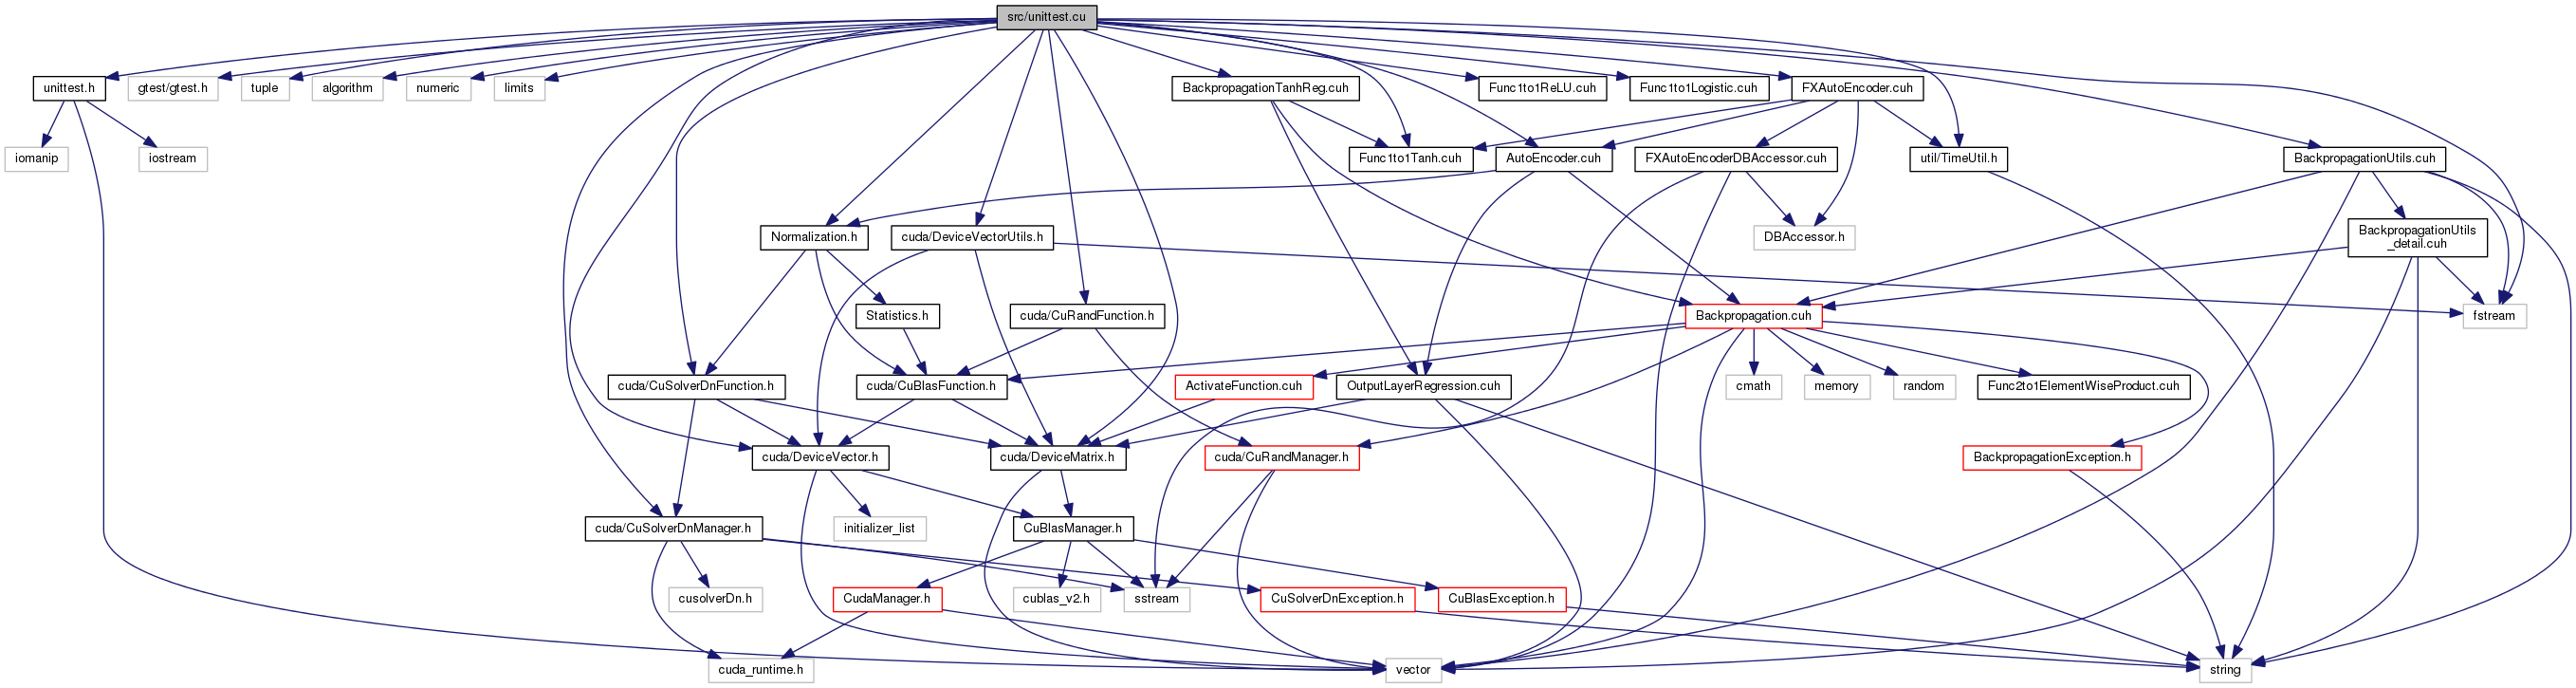 src/unittest.cu
unittest.h
gtest/gtest.h
tuple
algorithm
numeric
limits
BackpropagationTanhReg.cuh
Func1to1ReLU.cuh
Func1to1Logistic.cuh
FXAutoEncoder.cuh
iomanip
iostream
Func1to1Tanh.cuh
AutoEncoder.cuh
FXAutoEncoderDBAccessor.cuh
util/TimeUtil.h
BackpropagationUtils.cuh
Normalization.h
cuda/DeviceVectorUtils.h
DBAccessor.h
BackpropagationUtils
_detail.cuh
Statistics.h
cuda/CuRandFunction.h
Backpropagation.cuh
fstream
cuda/CuSolverDnFunction.h
cuda/CuBlasFunction.h
ActivateFunction.cuh
OutputLayerRegression.cuh
cmath
memory
random
Func2to1ElementWiseProduct.cuh
cuda/DeviceVector.h
cuda/DeviceMatrix.h
cuda/CuRandManager.h
BackpropagationException.h
cuda/CuSolverDnManager.h
initializer_list
CuBlasManager.h
cusolverDn.h
CudaManager.h
cublas_v2.h
sstream
CuSolverDnException.h
CuBlasException.h
cuda_runtime.h
vector
string